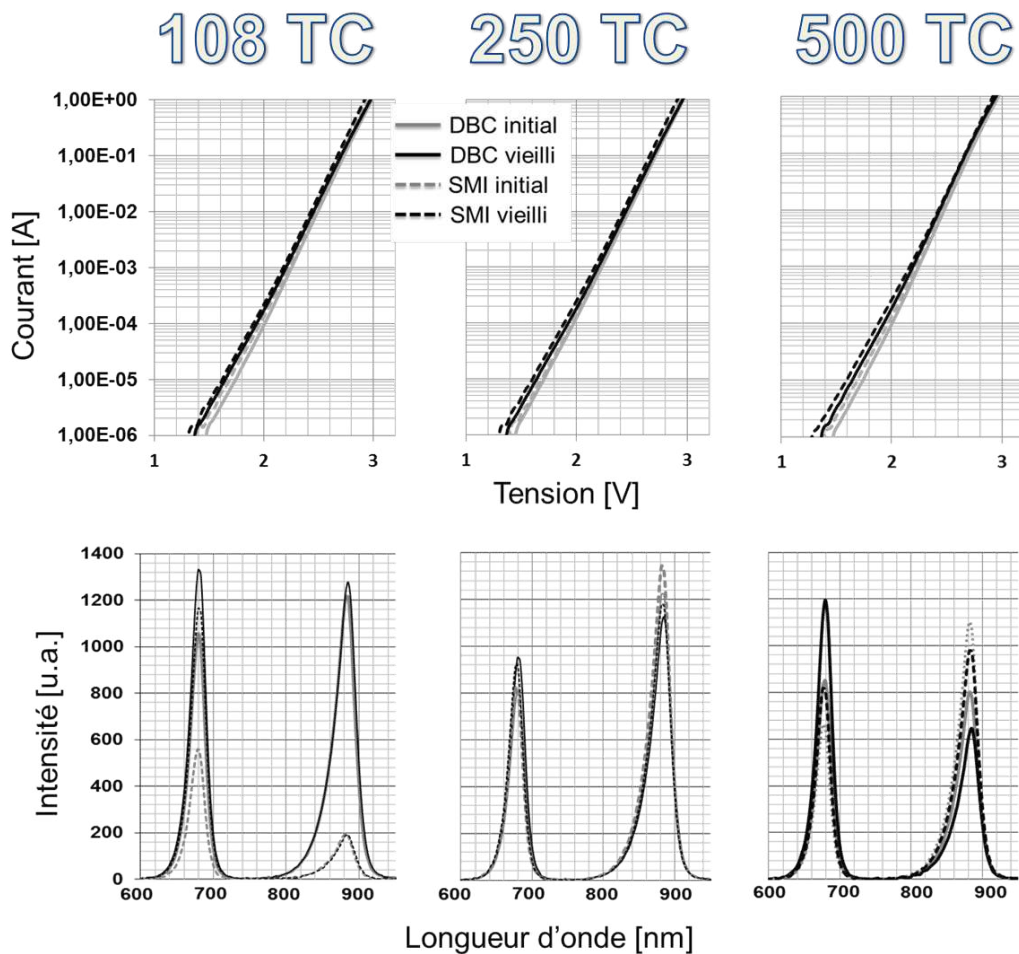 108 TC
250 TC
500 TC
Courant [A]
1,00E+00
1,00E-01
1,00E-02
1,00E-03
1,00E-04
1,00E-05
1,00E-06
DBC initial
DBC vieilli
SMI initial
SMI vieilli
1 2 3
1 2 3
1 2 3
Tension [V]
Intensité [u.a.]
1400
1200
1000
800
600
400
200
0
600 700 800 900
600 700 800 900
600 700 800 900
Longueur d'onde [nm]